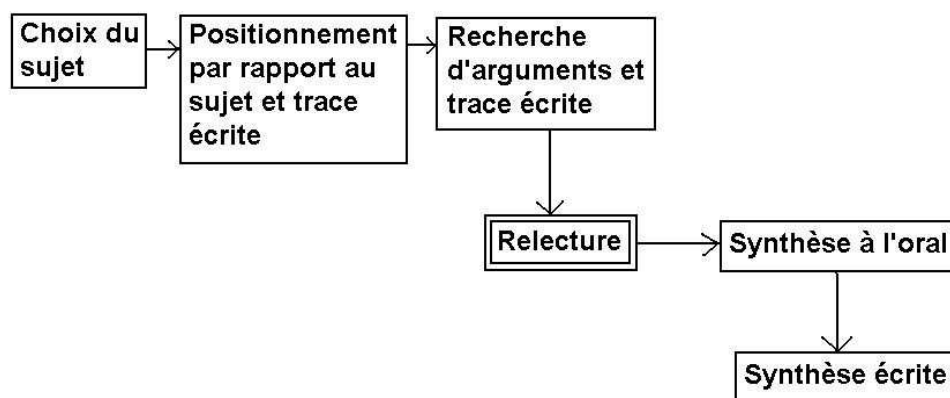 Choix du
sujet
Positionnement
par rapport au
sujet et trace
écrite
Recherche
d'arguments et
trace écrite
Relecture
Synthèse à l'oral
Synthèse écrite